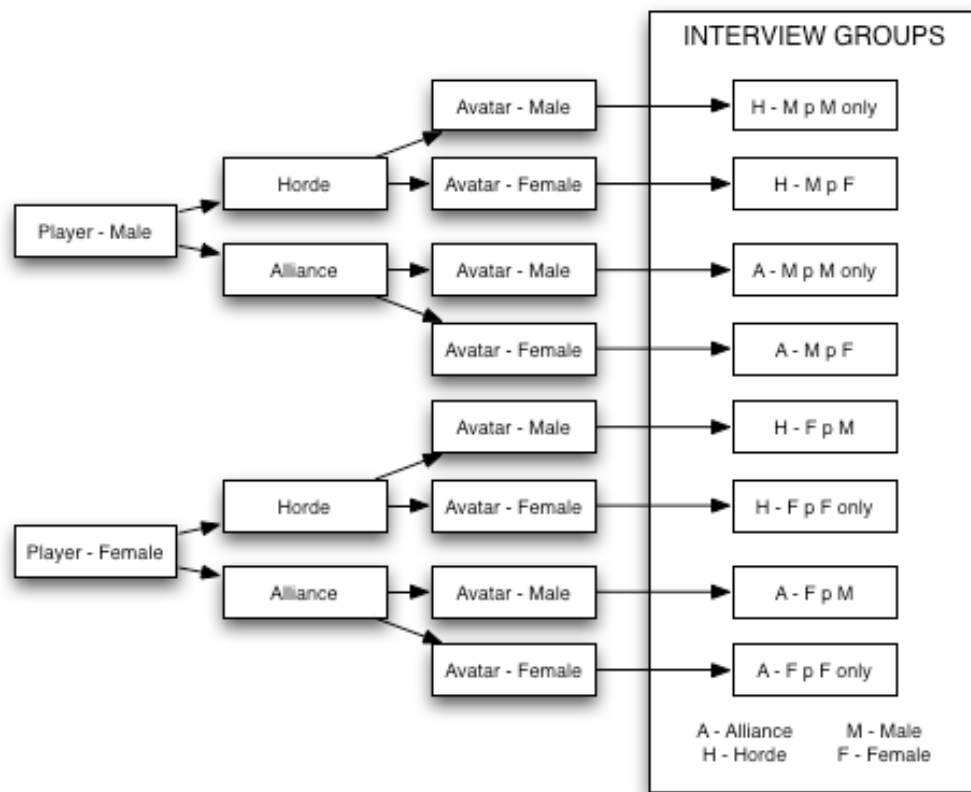 INTERVIEW GROUPS
Avatar - Male
H - M p M only
Horde
Avatar - Female
H - M p F
Player - Male
Alliance
Avatar - Male
A - M p M only
Avatar - Female
A - M p F
Avatar - Male
H - F p M
Horde
Avatar - Female
H - F p F only
Player - Female
Alliance
Avatar - Male
A - F p M
Avatar - Female
A - F p F only
A - Alliance M - Male
H - Horde F - Female